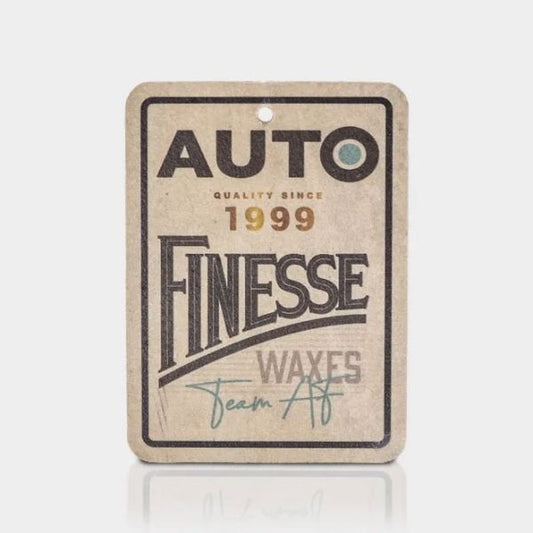 AUTO
QUALITY SINCE
1999
FINESSE
WAXES
Team AF